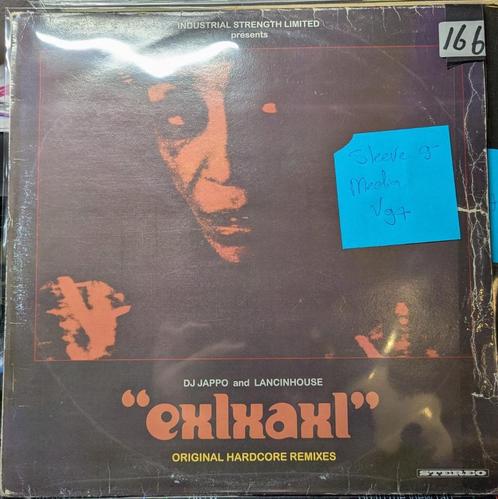 INDUSTRIAL STRENGTH LIMITED
presents
166
Sleeve g
Media
Vg+
DJ JAPPO and LANCINHOUSE
"exlxaxl"
ORIGINAL HARDCORE REMIXES
STEREO